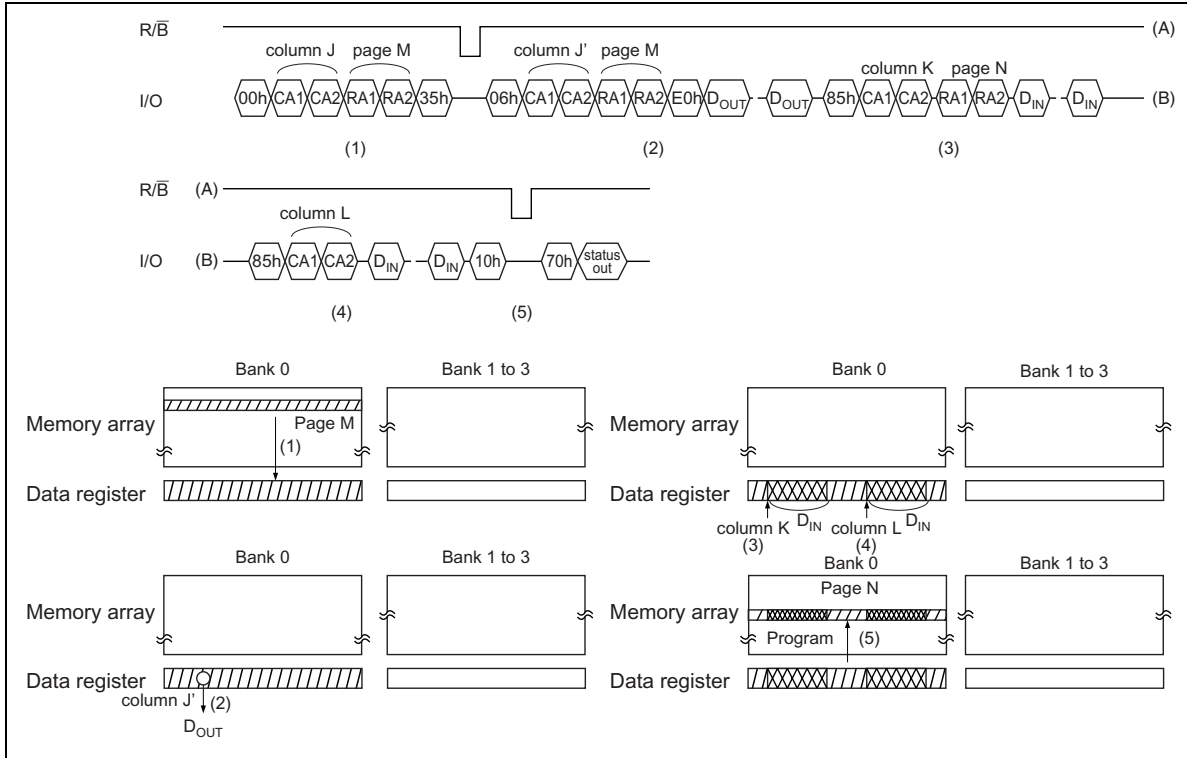 R/B (A)
column J page M column J' page M column K page N
I/O 00h CA1 CA2 RA1 RA2 35h 06h CA1 CA2 RA1 RA2 E0h DOUT DOUT 85h CA1 CA2 RA1 RA2 DIN DIN (B)
(1) (2) (3)
R/B (A)
column L
I/O (B) 85h CA1 CA2 DIN DIN 10h 70h status out
(4) (5)
Bank 0 Bank 1 to 3
Memory array Page M
(1)
Data register
Bank 0 Bank 1 to 3
Memory array
Data register
column K DIN column L DIN
(3) (4)
Bank 0 Bank 1 to 3
Memory array
Data register
column J' (2)
DOUT
Bank 0 Bank 1 to 3
Page N
Memory array
Program (5)
Data register